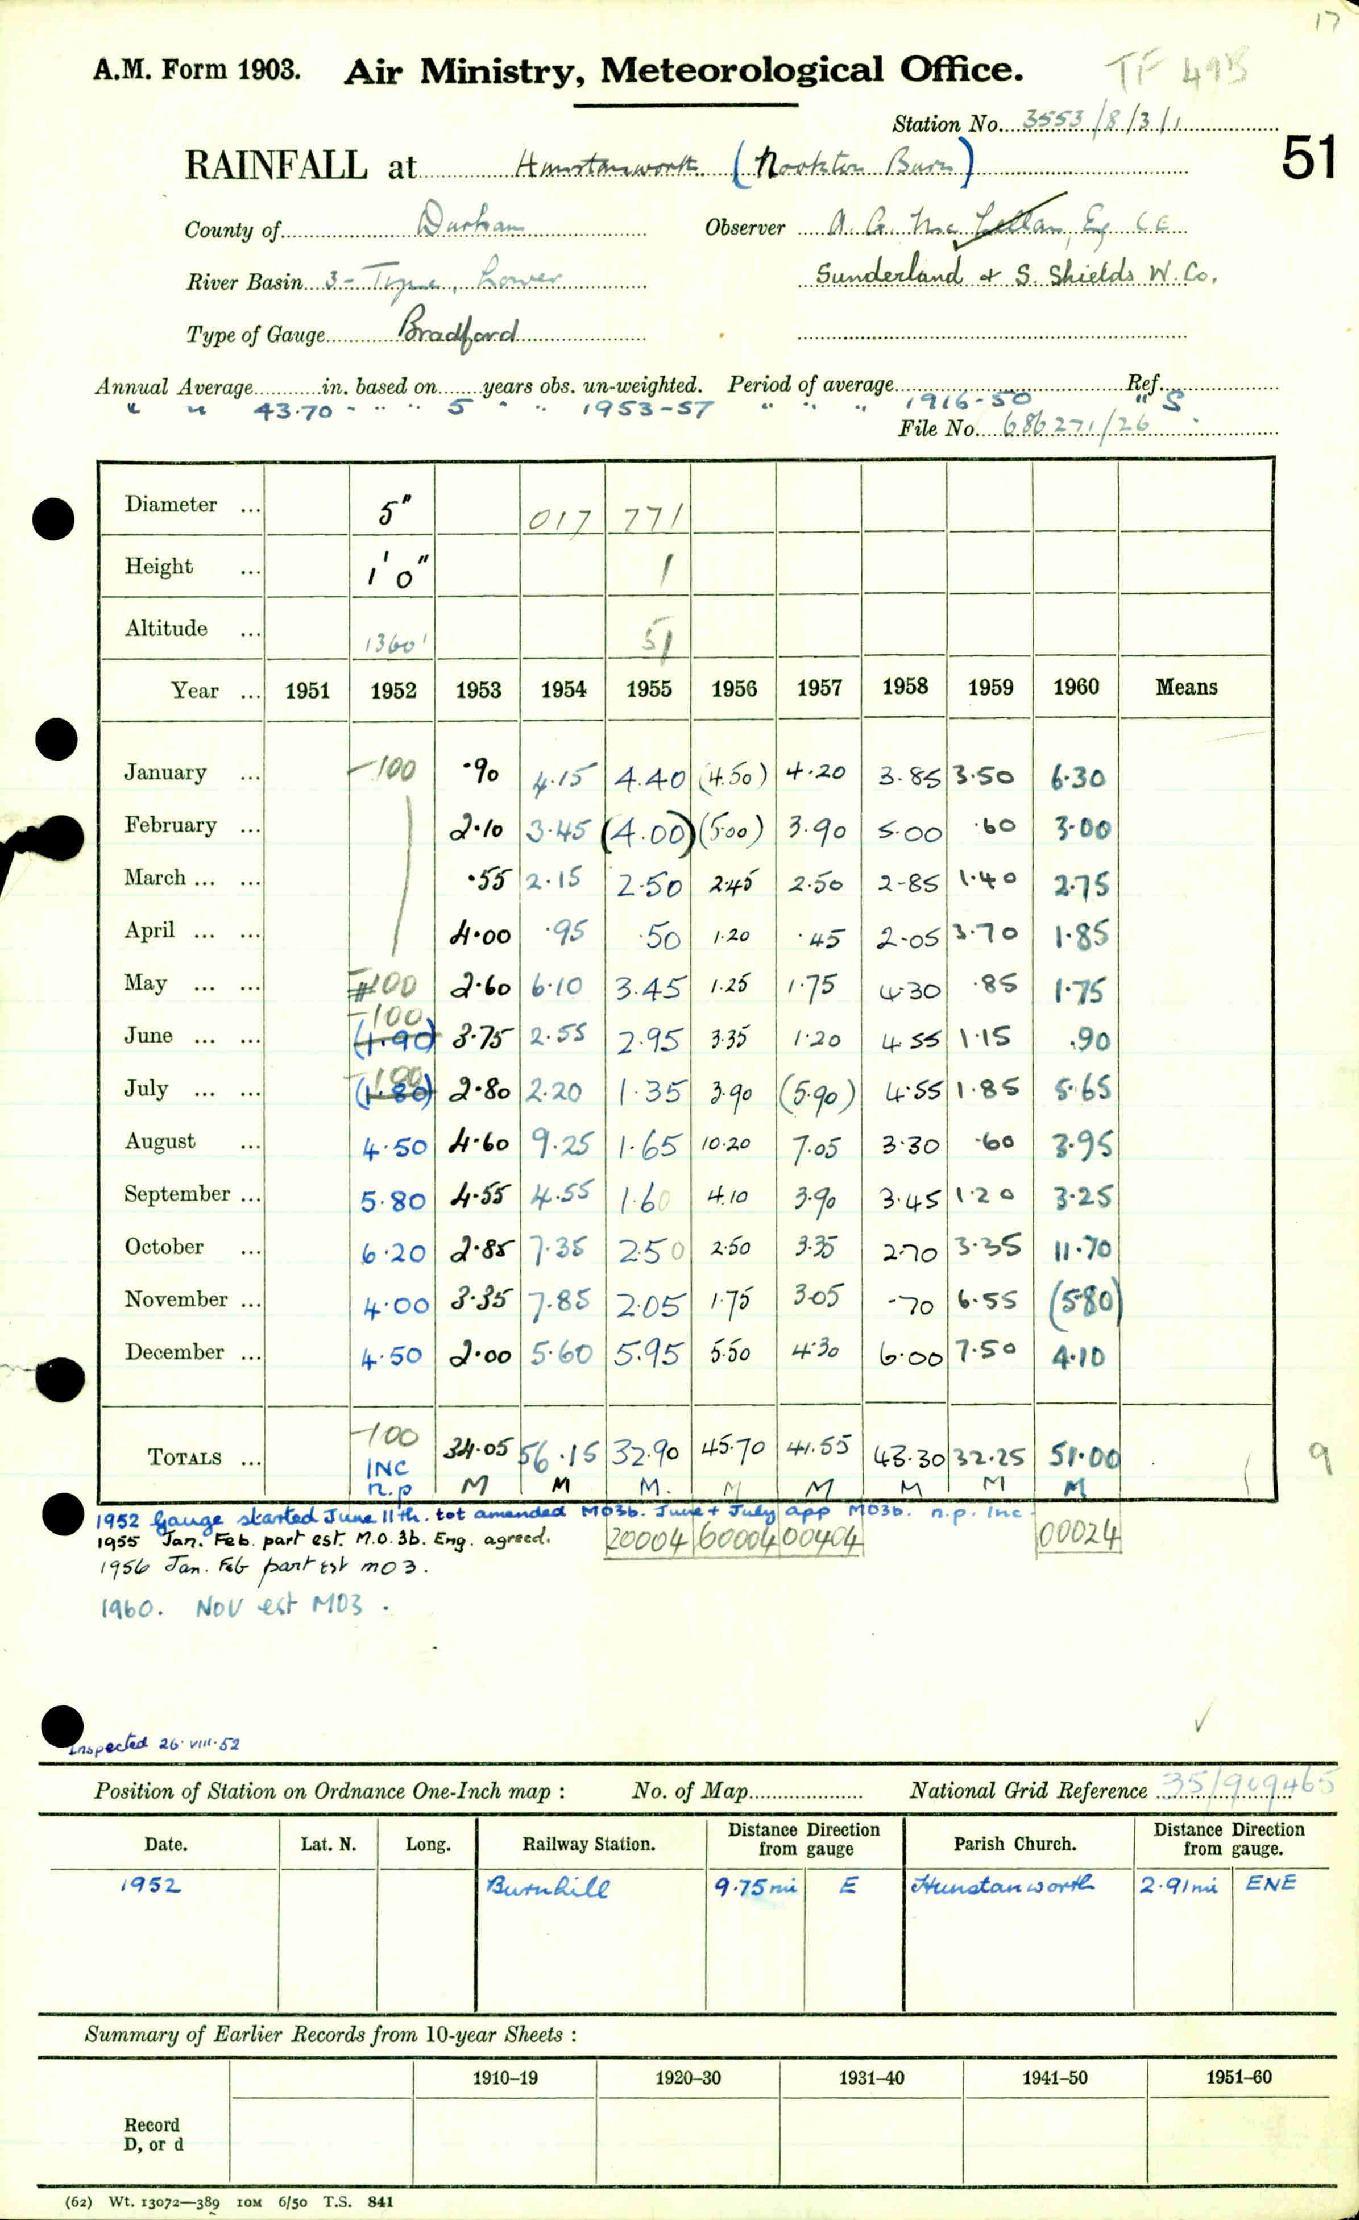 17
A.M. Form 1903. Air Ministry, Meteorological Office. TF 49B
Station No. 3553/8/3/1
RAINFALL at Hunstanworth (Nookton Burn) 51
County of Durham Observer A. G. Mc Lellan, Esq CE
River Basin 3 - Tyne, Lower Sunderland & S. Shields W. Co.
Type of Gauge Bradford
Annual Average in. based on years obs. un-weighted. Period of average Ref.
" " 43.70 - " " 5 " " 1953-57 " " " 1916-50 " S
File No. 686271/26
Diameter ... 5" 017 771
Height ... 1' 0" 1
Altitude ... 1360' 51
Year ... 1951 1952 1953 1954 1955 1956 1957 1958 1959 1960 Means
January ... -100 .90 4.15 4.40 (4.50) 4.20 3.85 3.50 6.30
February ... 2.10 3.45 (4.00) (5.00) 3.90 5.00 .60 3.00
March ... ... .55 2.15 2.50 2.45 2.50 2.85 1.40 2.75
April ... ... 4.00 .95 .50 1.20 .45 2.05 3.70 1.85
May ... ... -100 2.60 6.10 3.45 1.25 1.75 4.30 .85 1.75
June ... ... -100 (1.90) 3.75 2.55 2.95 3.35 1.20 4.55 1.15 .90
July ... ... -100 (1.80) 2.80 2.20 1.35 3.90 (5.90) 4.55 1.85 5.65
August ... 4.50 4.60 9.25 1.65 10.20 7.05 3.30 .60 3.95
September ... 5.80 4.55 4.55 1.60 4.10 3.90 3.45 1.20 3.25
October ... 6.20 2.85 7.35 2.50 2.50 3.35 2.70 3.35 11.70
November ... 4.00 3.35 7.85 2.05 1.75 3.05 .70 6.55 (5.80)
December ... 4.50 2.00 5.60 5.95 5.50 4.30 6.00 7.50 4.10
TOTALS ... -100 34.05 56.15 32.90 45.70 41.55 43.30 32.25 51.00 9
INC
n.p M M M. M M M M M
1952 Gauge started June 11th. tot amended M03b. June + July app M03b. n.p. Inc.
1955 Jan. Feb. part est. M.O. 3b. Eng. agreed. 20004 60004 00404 00024
1956 Jan. Feb part est M03.
1960. Nov est M03.
Inspected 26.VIII.52
Position of Station on Ordnance One-Inch map : No. of Map National Grid Reference 35/909465
Date. Lat. N. Long. Railway Station. Distance Direction from gauge Parish Church. Distance Direction from gauge.
1952 Burnhill 9.75mi E Hunstanworth 2.91mi ENE
Summary of Earlier Records from 10-year Sheets :
1910–19 1920–30 1931–40 1941–50 1951–60
Record
D, or d
(62) Wt. 13072—389 10M 6/50 T.S. 841